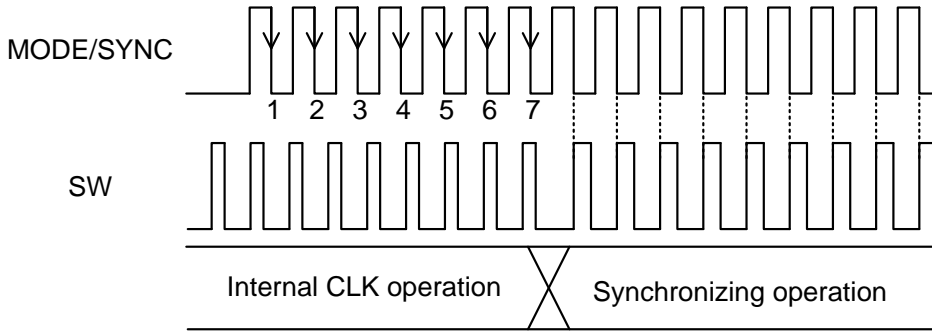 MODE/SYNC
1 2 3 4 5 6 7
SW
Internal CLK operation
Synchronizing operation